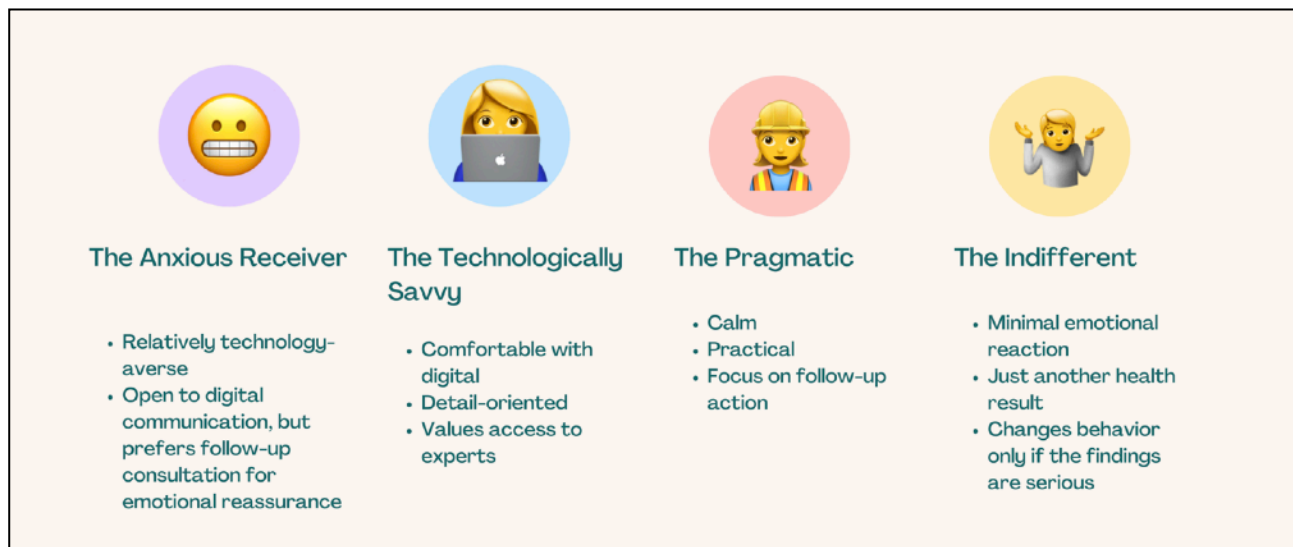 The Anxious Receiver
• Relatively technology-
averse
• Open to digital
communication, but
prefers follow-up
consultation for
emotional reassurance
The Technologically
Savvy
• Comfortable with
digital
• Detail-oriented
• Values access to
experts
The Pragmatic
• Calm
• Practical
• Focus on follow-up
action
The Indifferent
• Minimal emotional
reaction
• Just another health
result
• Changes behavior
only if the findings
are serious